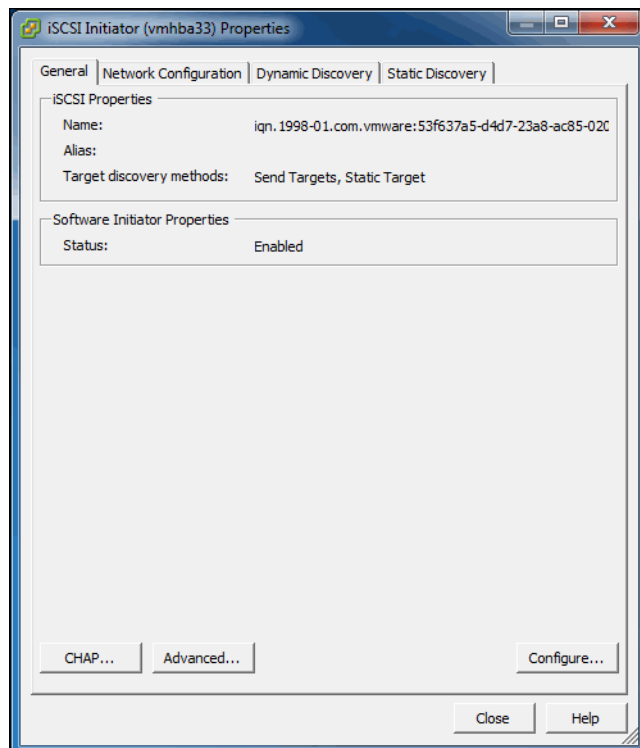 iSCSI Initiator (vmhba33) Properties
General Network Configuration Dynamic Discovery Static Discovery
iSCSI Properties
Name: iqn.1998-01.com.vmware:53f637a5-d4d7-23a8-ac85-020
Alias:
Target discovery methods: Send Targets, Static Target
Software Initiator Properties
Status: Enabled
CHAP... Advanced... Configure...
Close Help